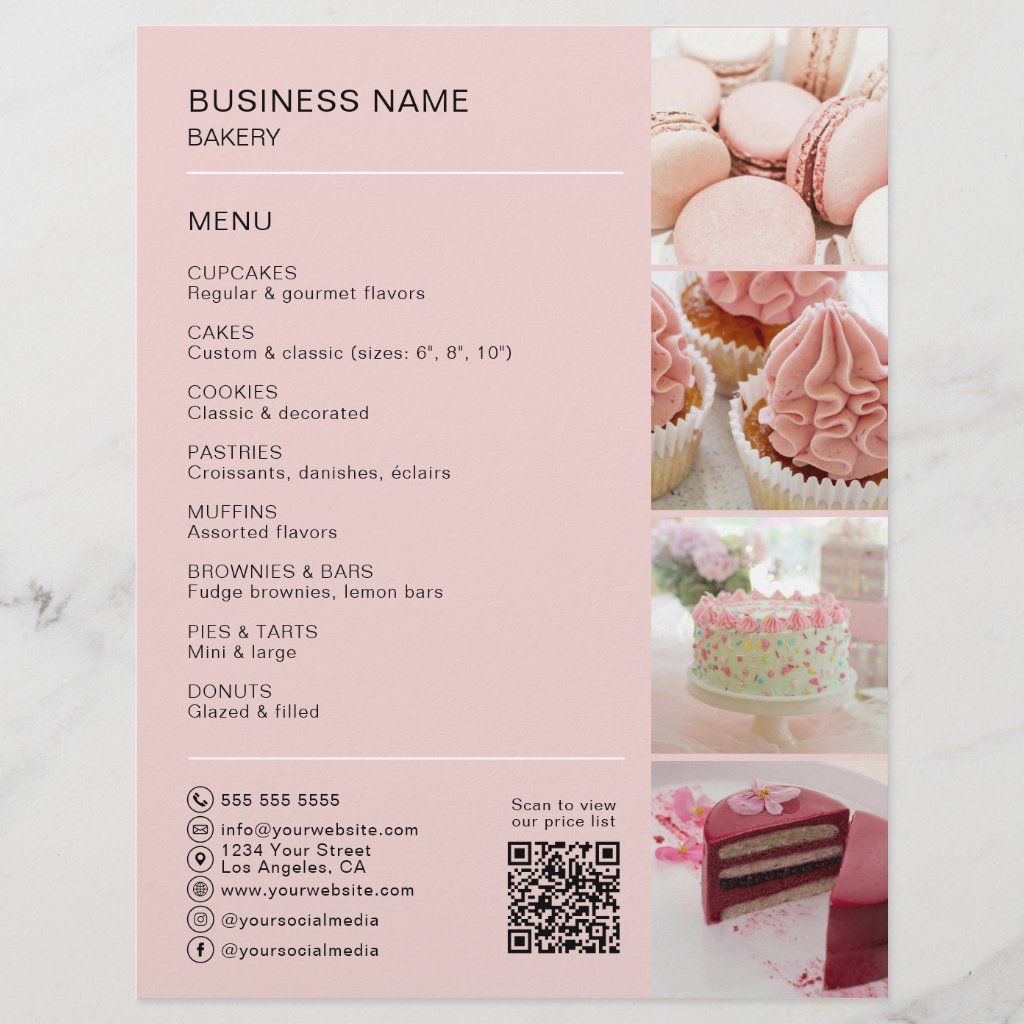 BUSINESS NAME
BAKERY
MENU
CUPCAKES
Regular & gourmet flavors
CAKES
Custom & classic (sizes: 6", 8", 10")
COOKIES
Classic & decorated
PASTRIES
Croissants, danishes, éclairs
MUFFINS
Assorted flavors
BROWNIES & BARS
Fudge brownies, lemon bars
PIES & TARTS
Mini & large
DONUTS
Glazed & filled
555 555 5555
info@yourwebsite.com
1234 Your Street
Los Angeles, CA
www.yourwebsite.com
@yoursocialmedia
@yoursocialmedia
Scan to view
our price list